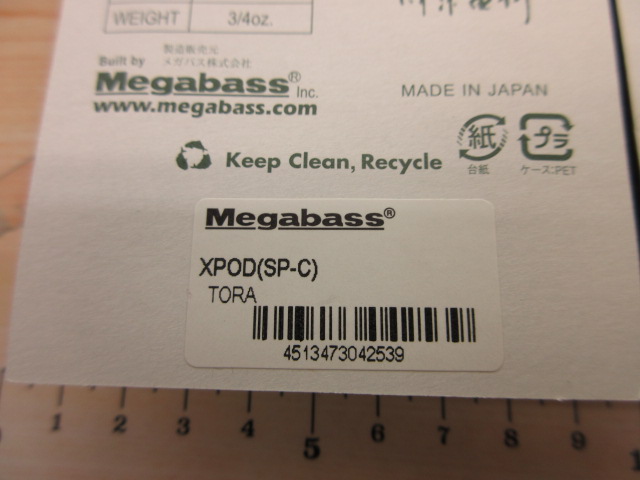 WEIGHT 3/4oz.
製造販売元
Built by メガバス株式会社
Megabass® Inc.
www.megabass.com
MADE IN JAPAN
紙
台紙
プラ
ケース:PET
Keep Clean, Recycle
Megabass®
XPOD(SP-C)
TORA
4513473042539
1 2 3 4 5 6 7 8 9